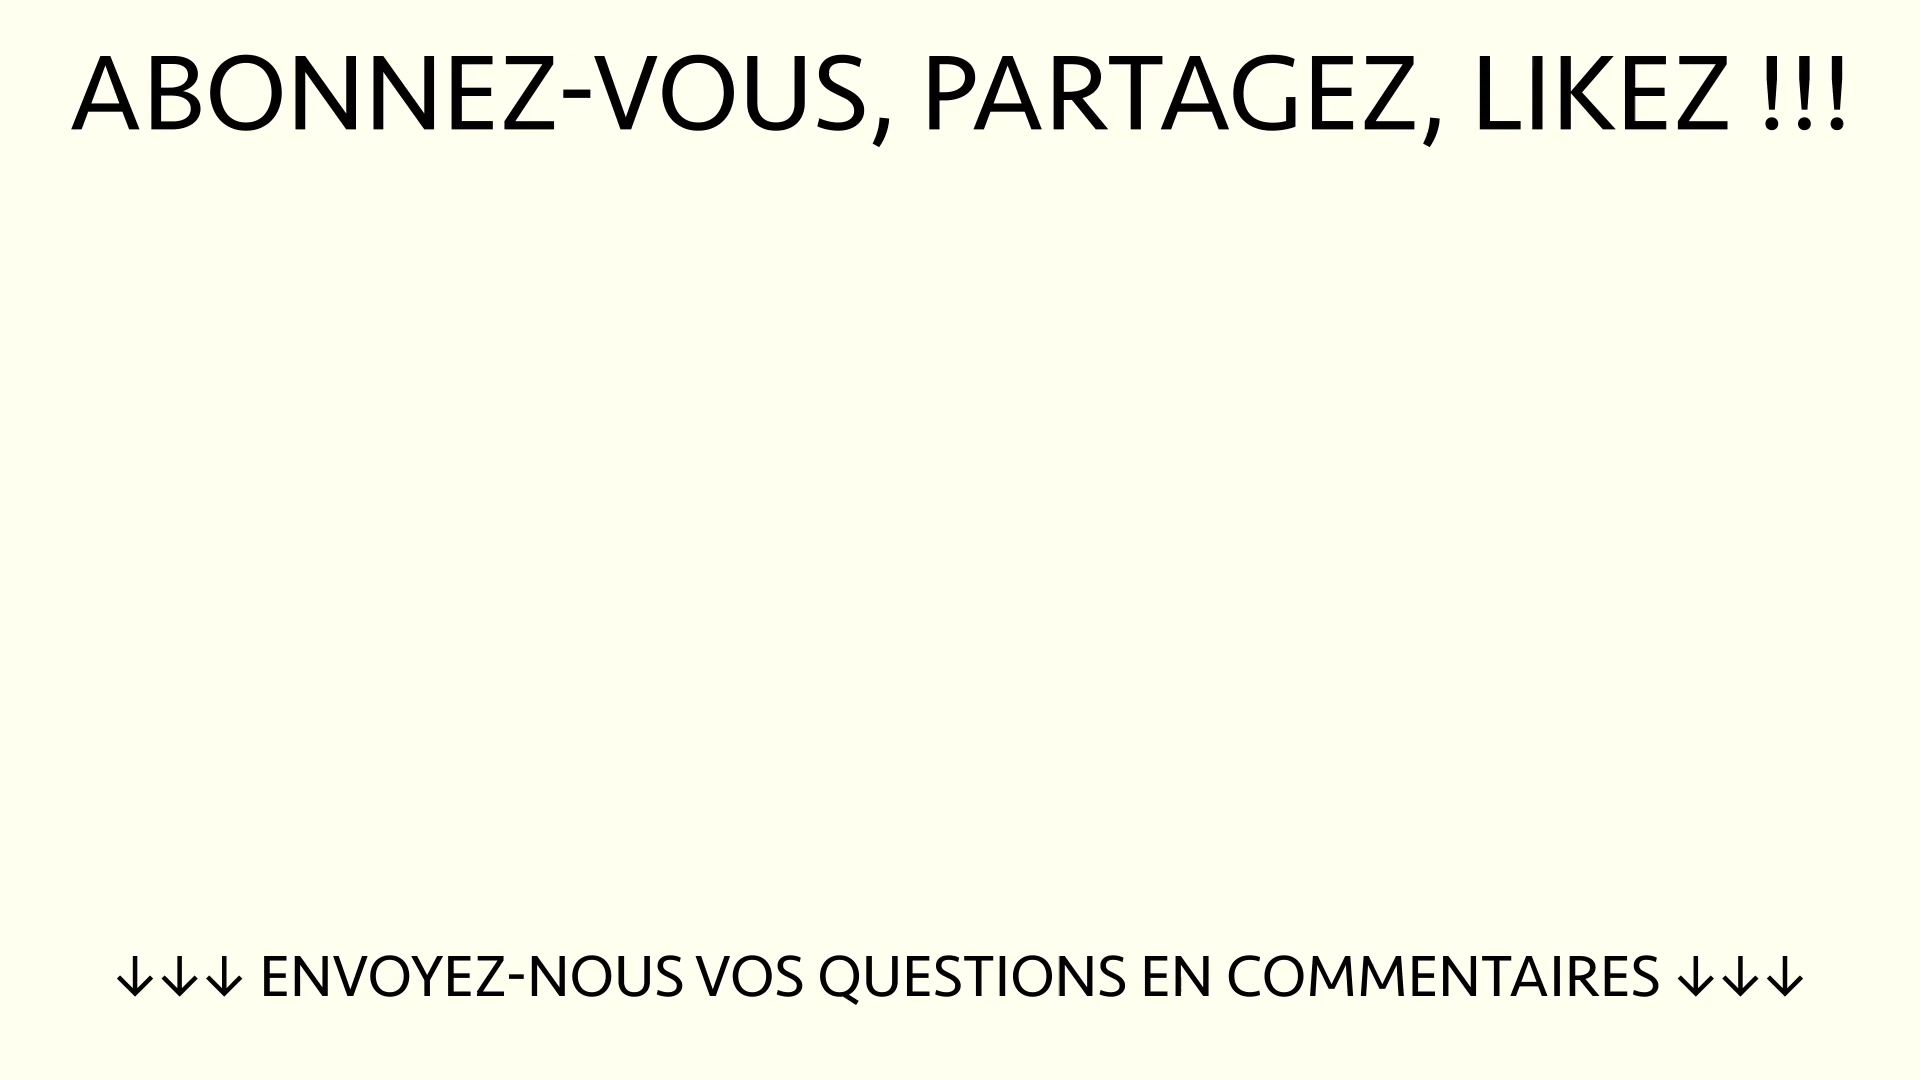 ABONNEZ-VOUS, PARTAGEZ, LIKEZ !!!
↓↓↓ ENVOYEZ-NOUS VOS QUESTIONS EN COMMENTAIRES ↓↓↓